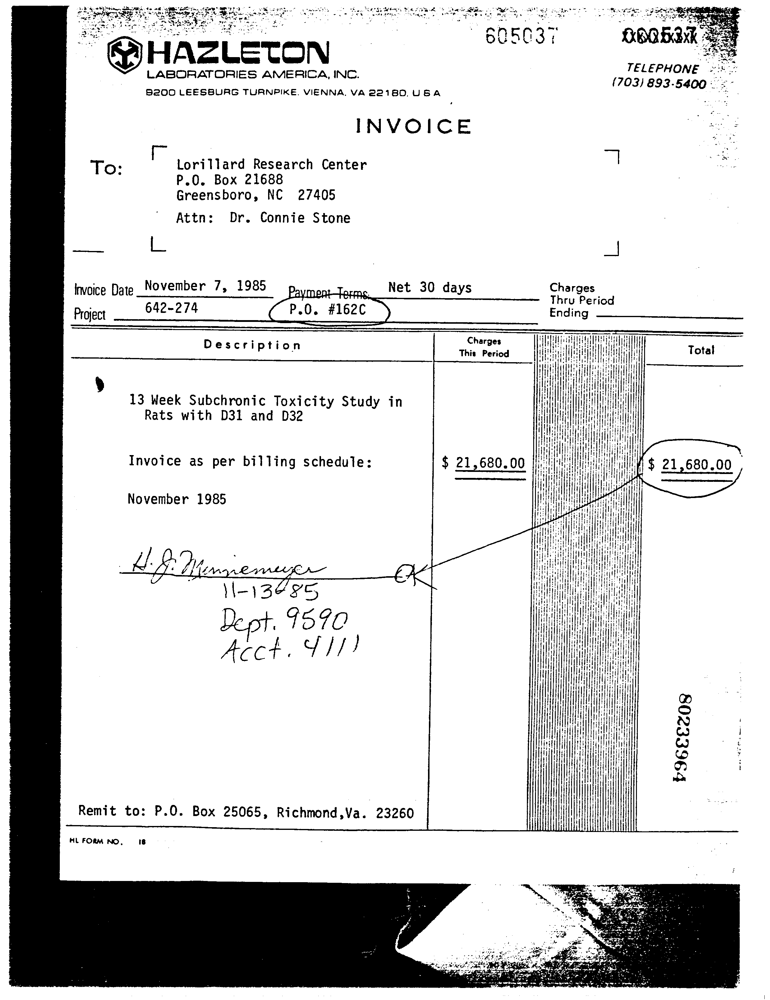 605037
HAZLETON
LABORATORIES AMERICA, INC.
9200 LEESBURG TURNPIKE, VIENNA, VA 22180, U S A
TELEPHONE
(703) 893-5400
INVOICE
To:
Lorillard Research Center
P.O. Box 21688
Greensboro, NC 27405
Attn: Dr. Connie Stone
Invoice Date November 7, 1985 Payment Terms Net 30 days
Charges Thru Period Ending
Project 642-274 P.O. #162C
Description Charges This Period Total
13 Week Subchronic Toxicity Study in
Rats with D31 and D32
Invoice as per billing schedule: $ 21,680.00 $ 21,680.00
November 1985
H. J. Minnemeyer OK
11-13-85
Dept. 9590
Acct. 4111
80233964
Remit to: P.O. Box 25065, Richmond,Va. 23260
HL FORM NO. 18